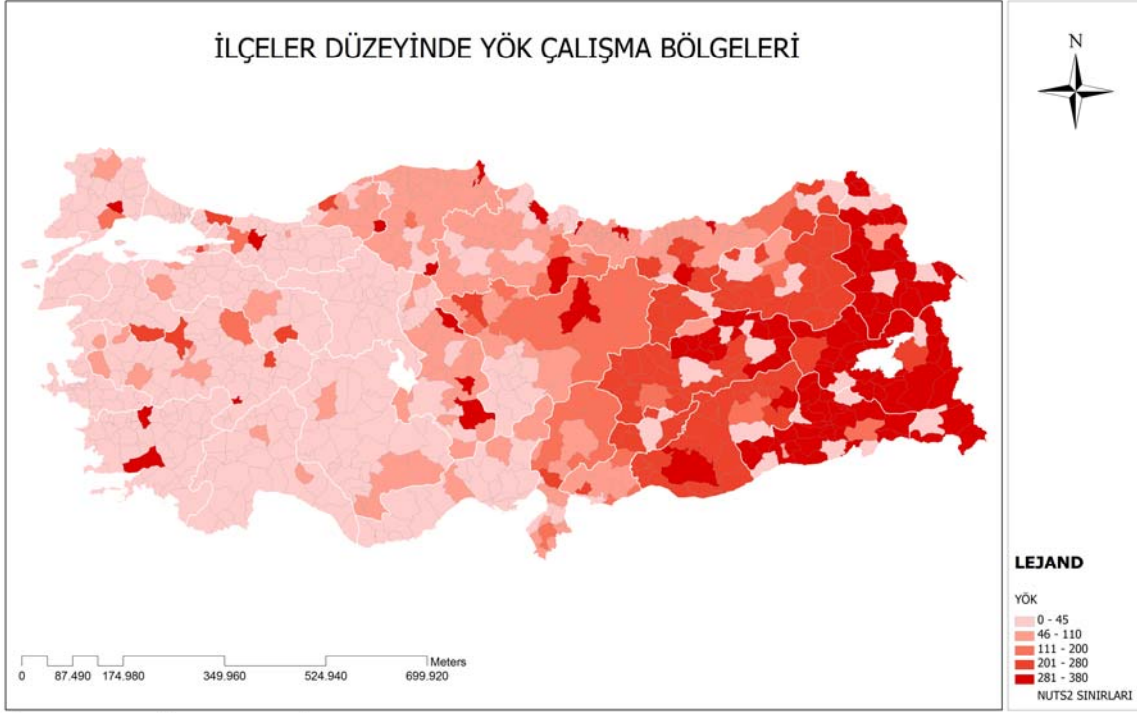 İLÇELER DÜZEYİNDE YÖK ÇALIŞMA BÖLGELERİ
N
LEJAND
YÖK
0 - 45
46 - 110
111 - 200
201 - 280
281 - 380
NUTS2 SINIRLARI
Meters
0 87.490 174.980 349.960 524.940 699.920